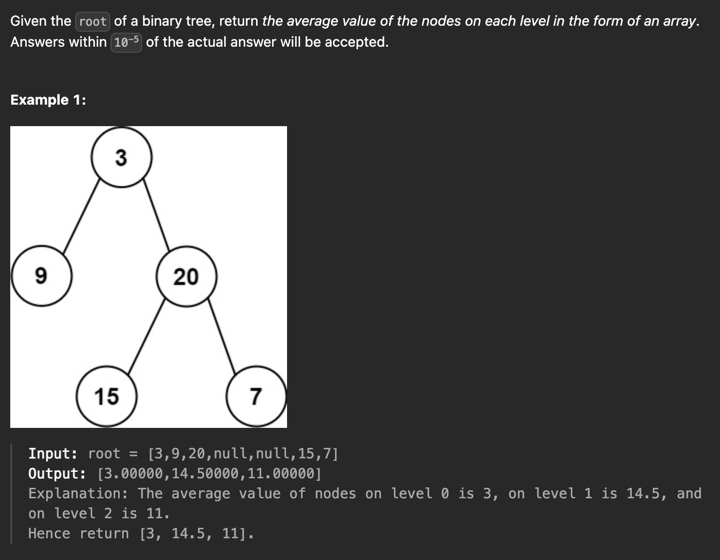 Given the root of a binary tree, return the average value of the nodes on each level in the form of an array.
Answers within 10⁻⁵ of the actual answer will be accepted.
Example 1:
3
9
20
15
7
Input: root = [3,9,20,null,null,15,7]
Output: [3.00000,14.50000,11.00000]
Explanation: The average value of nodes on level 0 is 3, on level 1 is 14.5, and
on level 2 is 11.
Hence return [3, 14.5, 11].